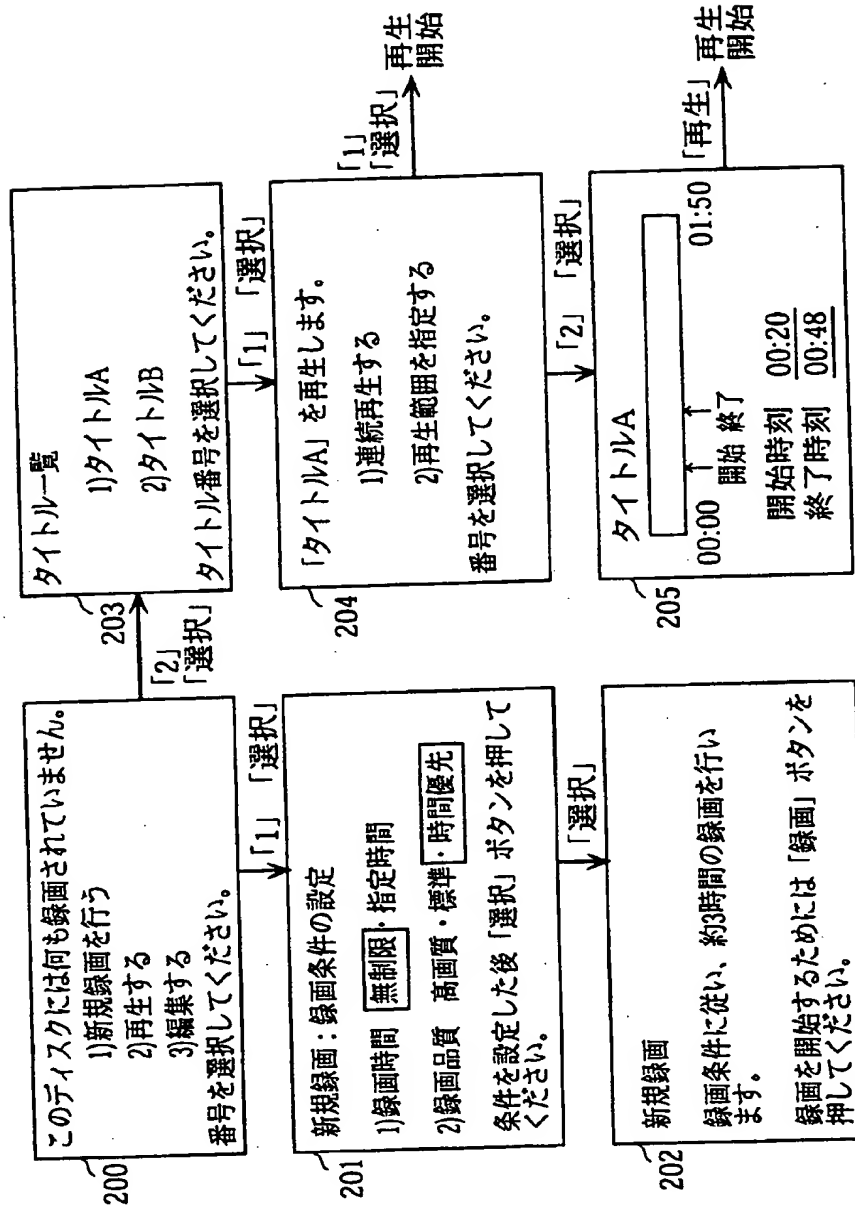 このディスクには何も録画されていません。
1)新規録画を行う
2)再生する
3)編集する
番号を選択してください。
200
「1」 「選択」
「2」
「選択」
新規録画：録画条件の設定
1)録画時間 無制限・指定時間
2)録画品質 高画質・標準・時間優先
条件を設定した後「選択」ボタンを押して
ください。
201
「選択」
新規録画
録画条件に従い、約3時間の録画を行い
ます。
録画を開始するためには「録画」ボタンを
押してください。
202
タイトル一覧
1)タイトルA
2)タイトルB
タイトル番号を選択してください。
203
「1」 「選択」
「タイトルA」を再生します。
1)連続再生する
2)再生範囲を指定する
番号を選択してください。
204
「1」
「選択」
再生
開始
「2」 「選択」
タイトルA
00:00
01:50
開始 終了
開始時刻 00:20
終了時刻 00:48
205
「再生」
再生
開始